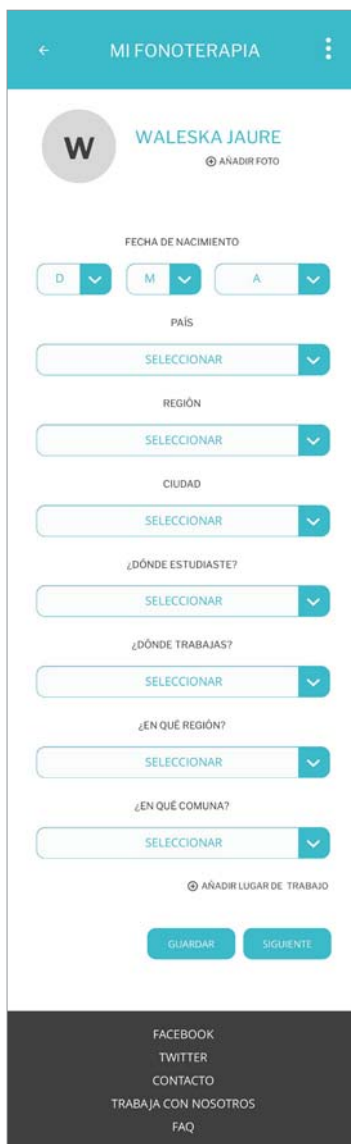 MI FONOTERAPIA
W
WALESKA JAURE
AÑADIR FOTO
FECHA DE NACIMIENTO
D M A
PAÍS
SELECCIONAR
REGIÓN
SELECCIONAR
CIUDAD
SELECCIONAR
¿DÓNDE ESTUDIASTE?
SELECCIONAR
¿DÓNDE TRABAJAS?
SELECCIONAR
¿EN QUÉ REGIÓN?
SELECCIONAR
¿EN QUÉ COMUNA?
SELECCIONAR
AÑADIR LUGAR DE TRABAJO
GUARDAR SIGUIENTE
FACEBOOK
TWITTER
CONTACTO
TRABAJA CON NOSOTROS
FAQ